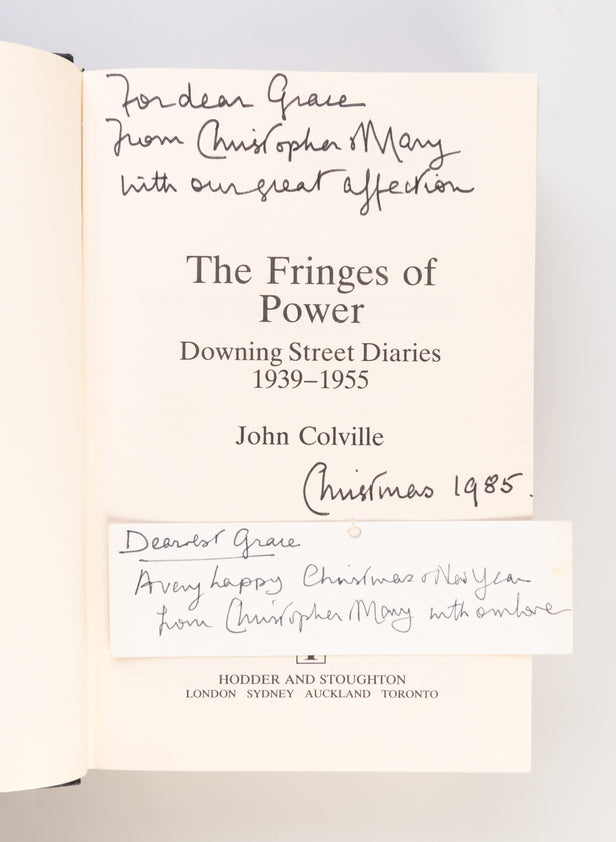 For dear Grace
from Christopher & Mary
with our great affection
The Fringes of
Power
Downing Street Diaries
1939–1955
John Colville
Christmas 1985.
Dearest Grace
A very happy Christmas & New Year
from Christopher & Mary with our love
HODDER AND STOUGHTON
LONDON SYDNEY AUCKLAND TORONTO